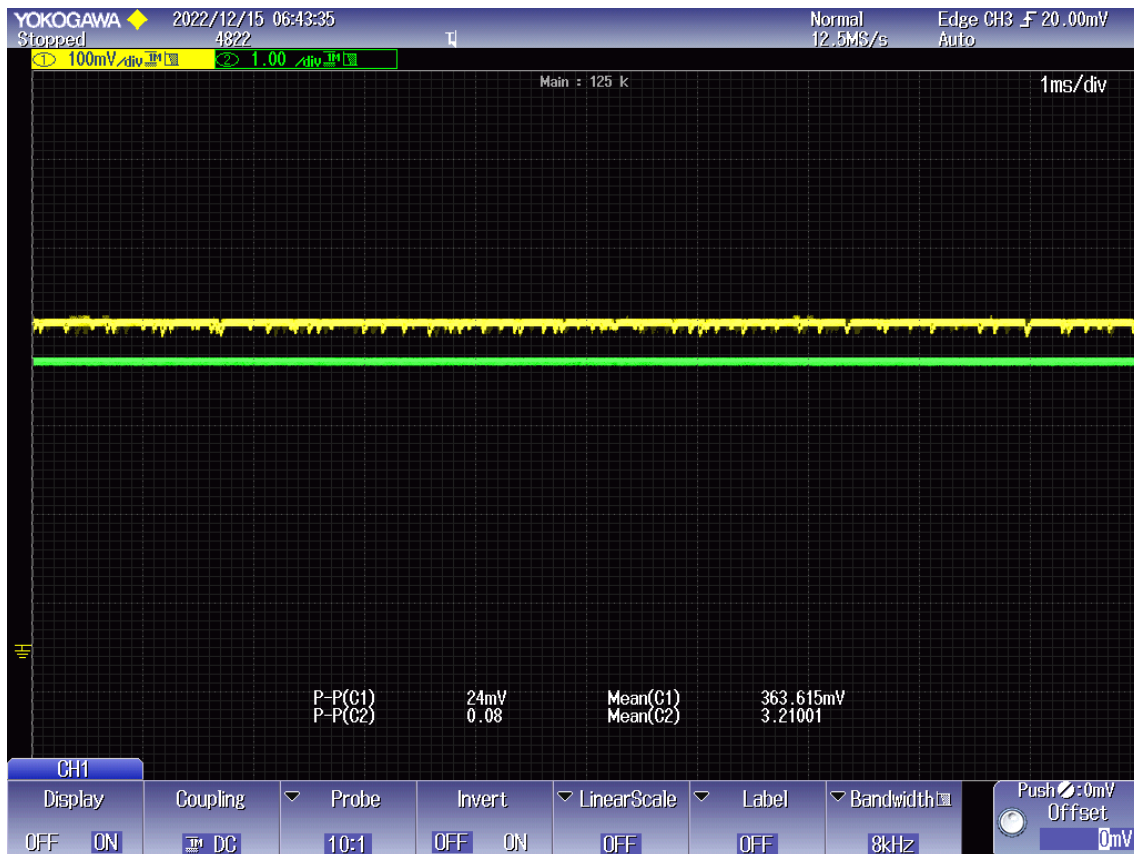 YOKOGAWA 2022/12/15 06:43:35 Normal Edge CH3 20.00mV
Stopped 4822 12.5MS/s Auto
1 100mV/div 1M 2 1.00 /div 1M
Main : 125 k 1ms/div
P-P(C1) 24mV Mean(C1) 363.615mV
P-P(C2) 0.08 Mean(C2) 3.21001
CH1
Display Coupling Probe Invert LinearScale Label Bandwidth Push:0mV
Offset
OFF ON 1M DC 10:1 OFF ON OFF OFF 8kHz 0mV